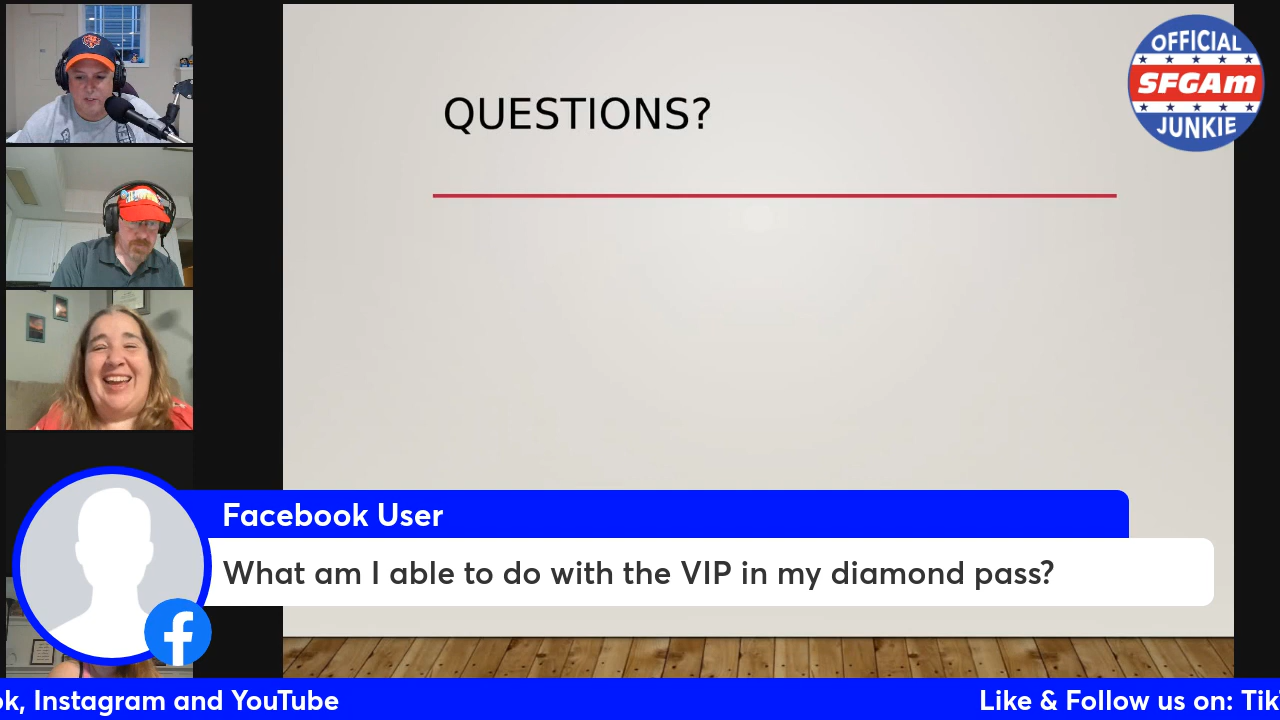 QUESTIONS?
OFFICIAL
SFGAm
JUNKIE
Facebook User
What am I able to do with the VIP in my diamond pass?
ok, Instagram and YouTube
Like & Follow us on: Tik